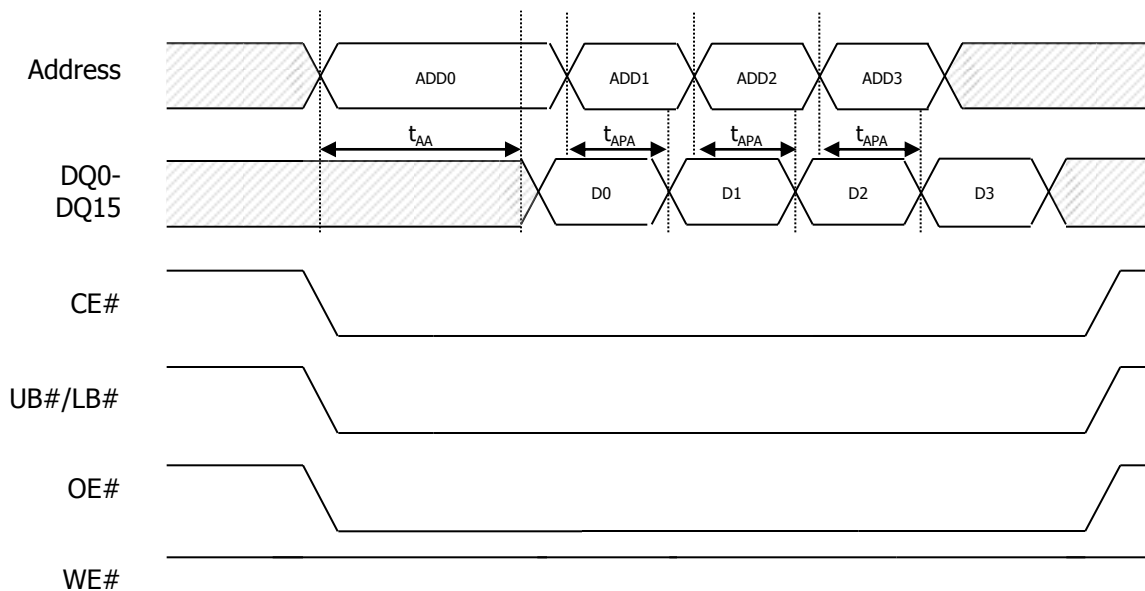 Address
ADD0 ADD1 ADD2 ADD3
tAA tAPA tAPA tAPA
DQ0-
DQ15
D0 D1 D2 D3
CE#
UB#/LB#
OE#
WE#